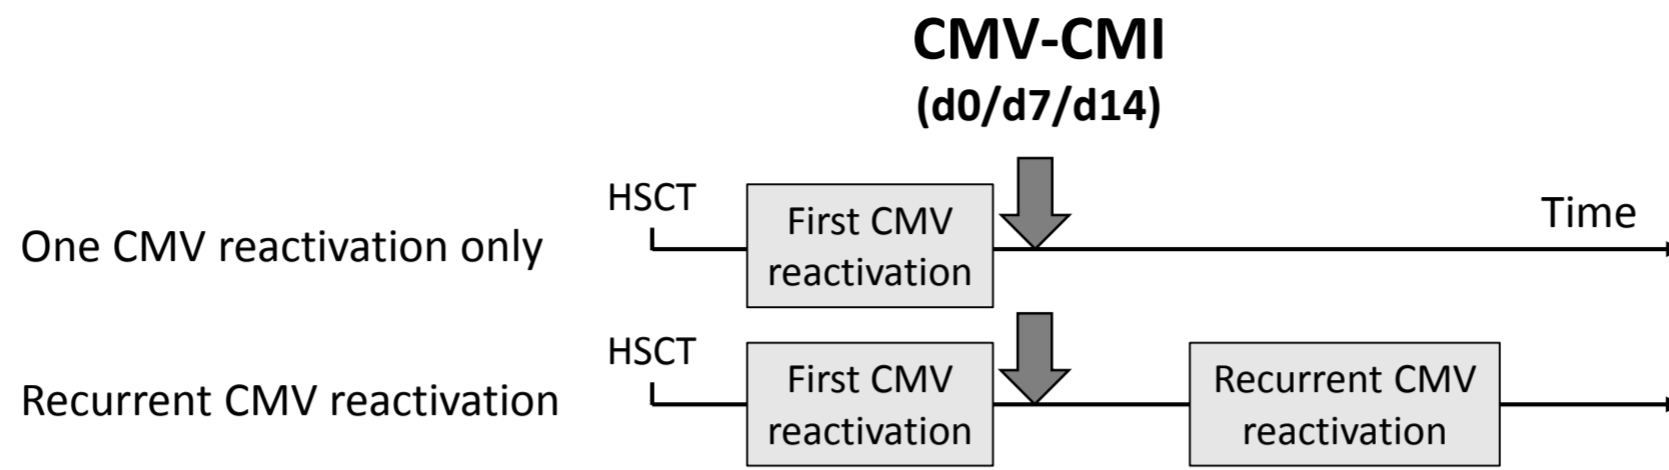 CMV-CMI
(d0/d7/d14)
HSCT
First CMV
reactivation
Time
One CMV reactivation only
HSCT
First CMV
reactivation
Recurrent CMV
reactivation
Recurrent CMV reactivation